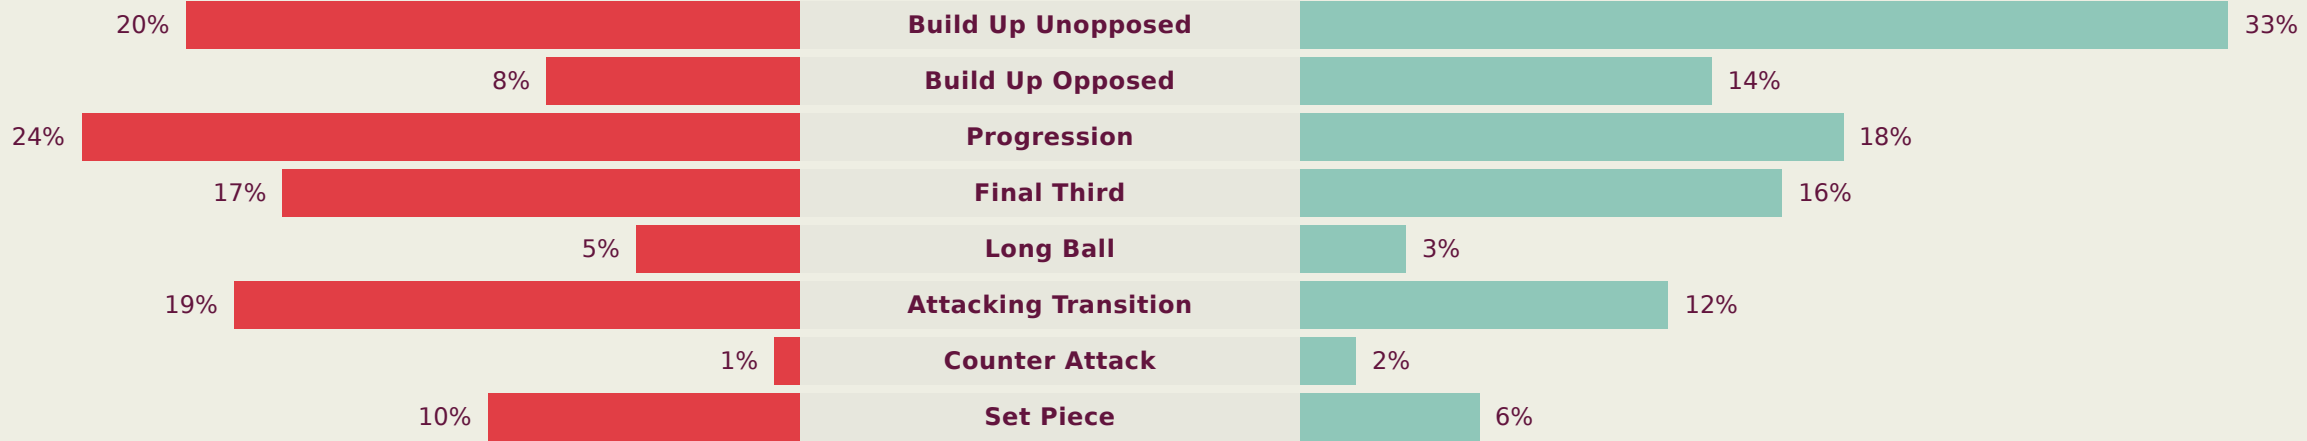 20% Build Up Unopposed 33%
8% Build Up Opposed 14%
24% Progression 18%
17% Final Third 16%
5% Long Ball 3%
19% Attacking Transition 12%
1% Counter Attack 2%
10% Set Piece 6%